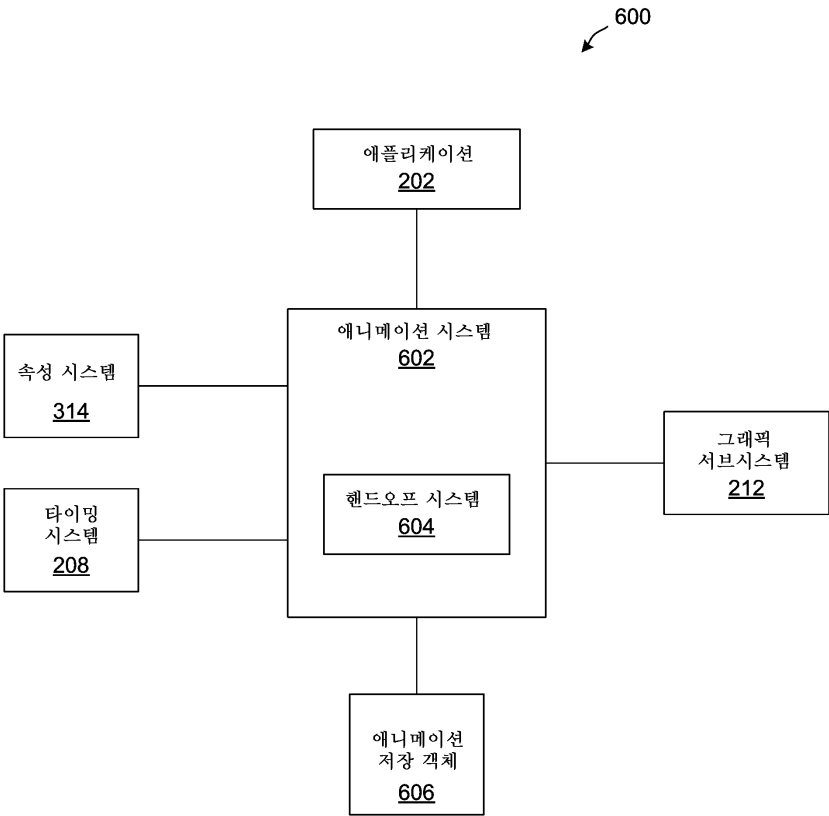 600
애플리케이션
202
애니메이션 시스템
602
속성 시스템
314
그래픽
서브시스템
212
핸드오프 시스템
604
타이밍
시스템
208
애니메이션
저장 객체
606